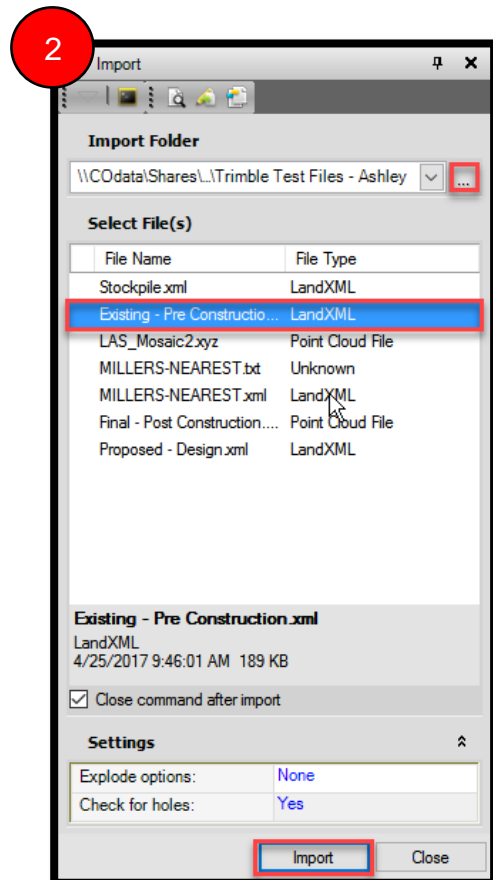 2
Import
Import Folder
\\COdata\Shares\...\Trimble Test Files - Ashley
...
Select File(s)
File Name File Type
Stockpile.xml LandXML
Existing - Pre Constructio... LandXML
LAS_Mosaic2.xyz Point Cloud File
MILLERS-NEAREST.txt Unknown
MILLERS-NEAREST.xml LandXML
Final - Post Construction.... Point Cloud File
Proposed - Design.xml LandXML
Existing - Pre Construction.xml
LandXML
4/25/2017 9:46:01 AM 189 KB
Close command after import
Settings
Explode options: None
Check for holes: Yes
Import Close